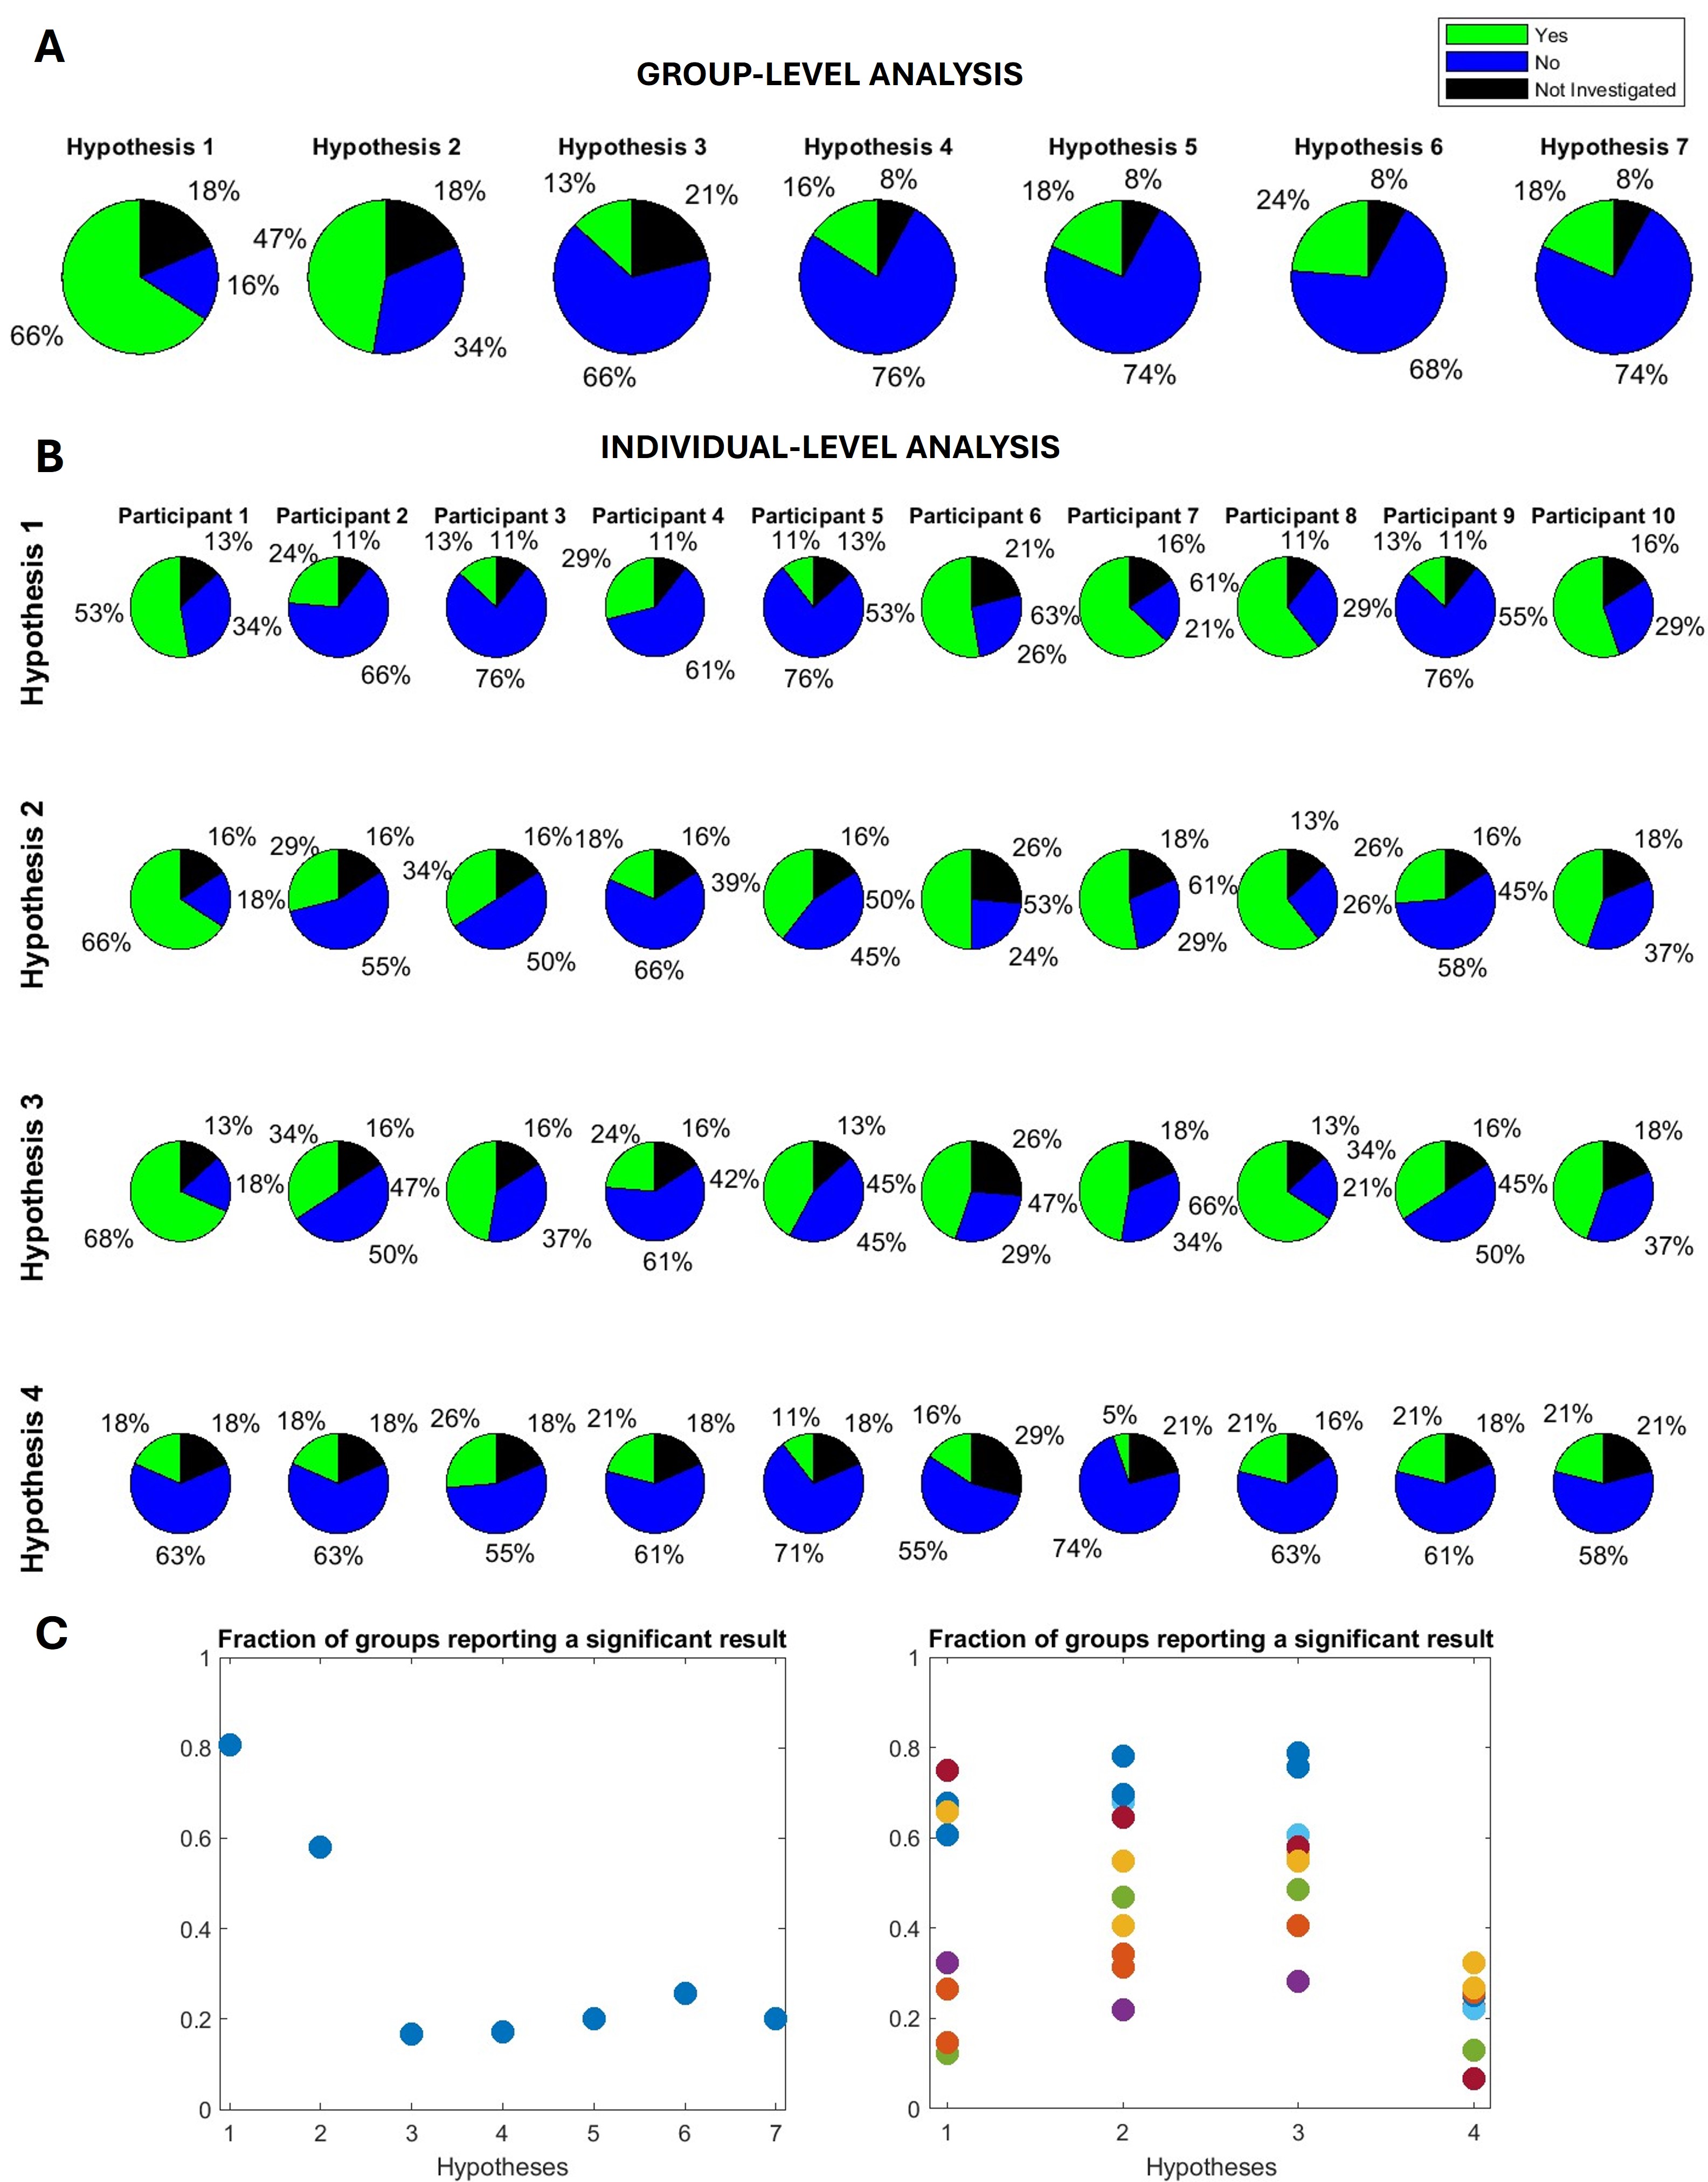 A
GROUP-LEVEL ANALYSIS
Yes
No
Not Investigated
Hypothesis 1 Hypothesis 2 Hypothesis 3 Hypothesis 4 Hypothesis 5 Hypothesis 6 Hypothesis 7
18% 18% 13% 21% 16% 8% 18% 8% 24% 8% 18% 8%
47%
16%
66% 34%
66% 76% 74% 68% 74%
B
INDIVIDUAL-LEVEL ANALYSIS
Hypothesis 1
Participant 1 Participant 2 Participant 3 Participant 4 Participant 5 Participant 6 Participant 7 Participant 8 Participant 9 Participant 10
13% 24% 11% 13% 11% 29% 11% 11% 13% 21% 16% 11% 13% 11% 16%
53% 34% 53% 63% 61% 21% 29% 55% 29%
66% 76% 61% 76% 26% 76%
Hypothesis 2
16% 29% 16% 34% 16% 18% 16% 16% 26% 18% 13% 26% 16% 18%
18% 39% 50% 53% 61% 26% 45%
66% 55% 50% 66% 45% 24% 29% 58% 37%
Hypothesis 3
13% 34% 16% 16% 24% 16% 13% 26% 18% 13% 34% 16% 18%
18% 47% 42% 45% 47% 66% 21% 45%
68% 50% 37% 61% 45% 29% 34% 50% 37%
Hypothesis 4
18% 18% 18% 18% 26% 18% 21% 18% 11% 18% 16% 29% 5% 21% 21% 16% 21% 18% 21% 21%
63% 63% 55% 61% 71% 55% 74% 63% 61% 58%
C
Fraction of groups reporting a significant result
1
0.8
0.6
0.4
0.2
0
1 2 3 4 5 6 7
Hypotheses
Fraction of groups reporting a significant result
1
0.8
0.6
0.4
0.2
0
1 2 3 4
Hypotheses